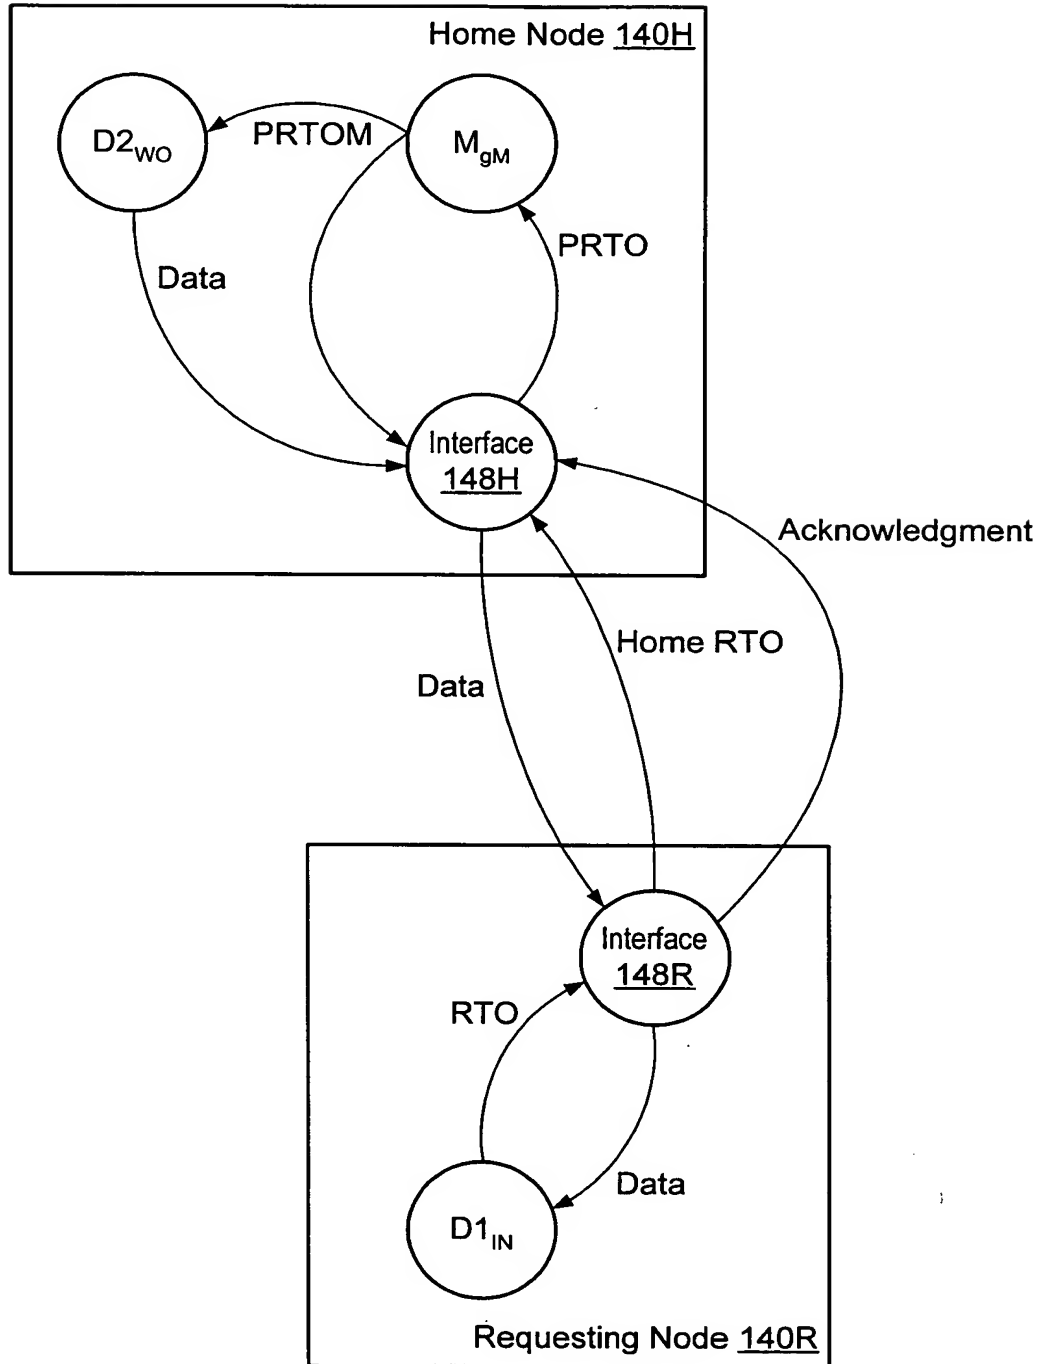 Home Node 140H
D2WO
PRTOM
MgM
PRTO
Data
Interface
148H
Acknowledgment
Home RTO
Data
Interface
148R
RTO
Data
D1IN
Requesting Node 140R